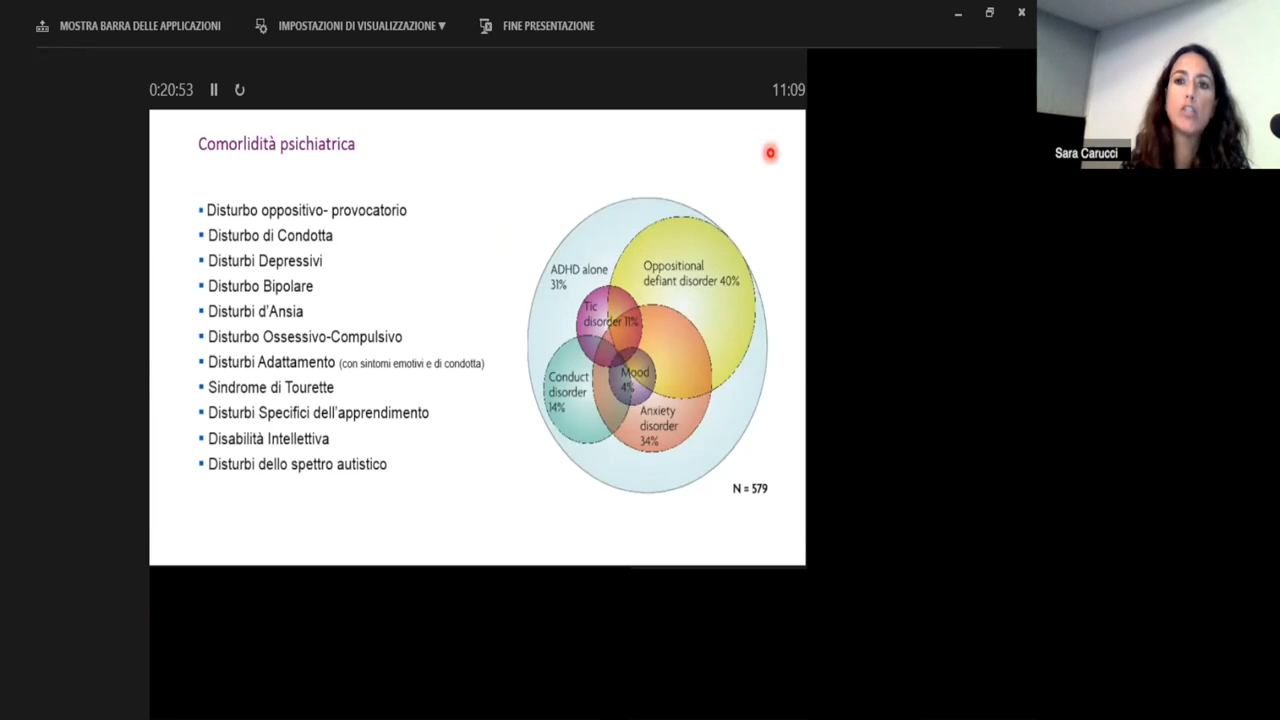 MOSTRA BARRA DELLE APPLICAZIONI
IMPOSTAZIONI DI VISUALIZZAZIONE
FINE PRESENTAZIONE
0:20:53
11:09
Sara Carucci
Comorlidità psichiatrica
Disturbo oppositivo- provocatorio
Disturbo di Condotta
Disturbi Depressivi
Disturbo Bipolare
Disturbi d'Ansia
Disturbo Ossessivo-Compulsivo
Disturbi Adattamento (con sintomi emotivi e di condotta)
Sindrome di Tourette
Disturbi Specifici dell'apprendimento
Disabilità Intellettiva
Disturbi dello spettro autistico
ADHD alone
31%
Oppositional
defiant disorder 40%
Tic
disorder 11%
Mood
4%
Conduct
disorder
14%
Anxiety
disorder
34%
N = 579